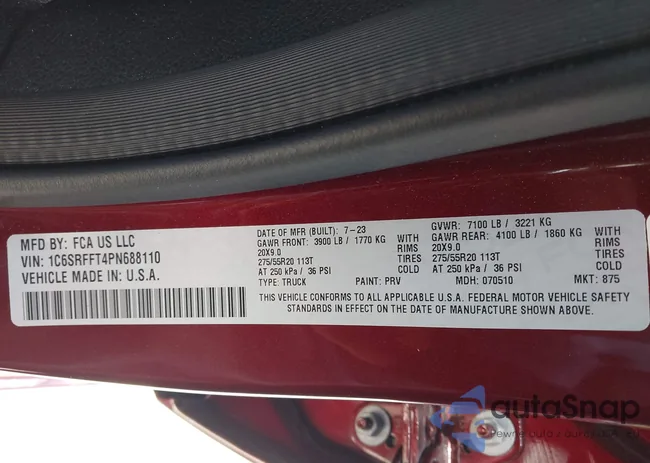 MFD BY: FCA US LLC
VIN: 1C6SRFFT4PN688110
VEHICLE MADE IN: U.S.A.
DATE OF MFR (BUILT): 7-23
GAWR FRONT: 3900 LB / 1770 KG WITH
20X9.0 RIMS
275/55R20 113T TIRES
AT 250 kPa / 36 PSI
TYPE: TRUCK PAINT: PRV
GVWR: 7100 LB / 3221 KG
GAWR REAR: 4100 LB / 1860 KG WITH
20X9.0 RIMS
275/55R20 113T TIRES
AT 250 kPa / 36 PSI
MDH: 070510 MKT: 875
THIS VEHICLE CONFORMS TO ALL APPLICABLE U.S.A. FEDERAL MOTOR VEHICLE SAFETY
STANDARDS IN EFFECT ON THE DATE OF MANUFACTURE SHOWN ABOVE.
autoSnap
Pewne auta z aukcji